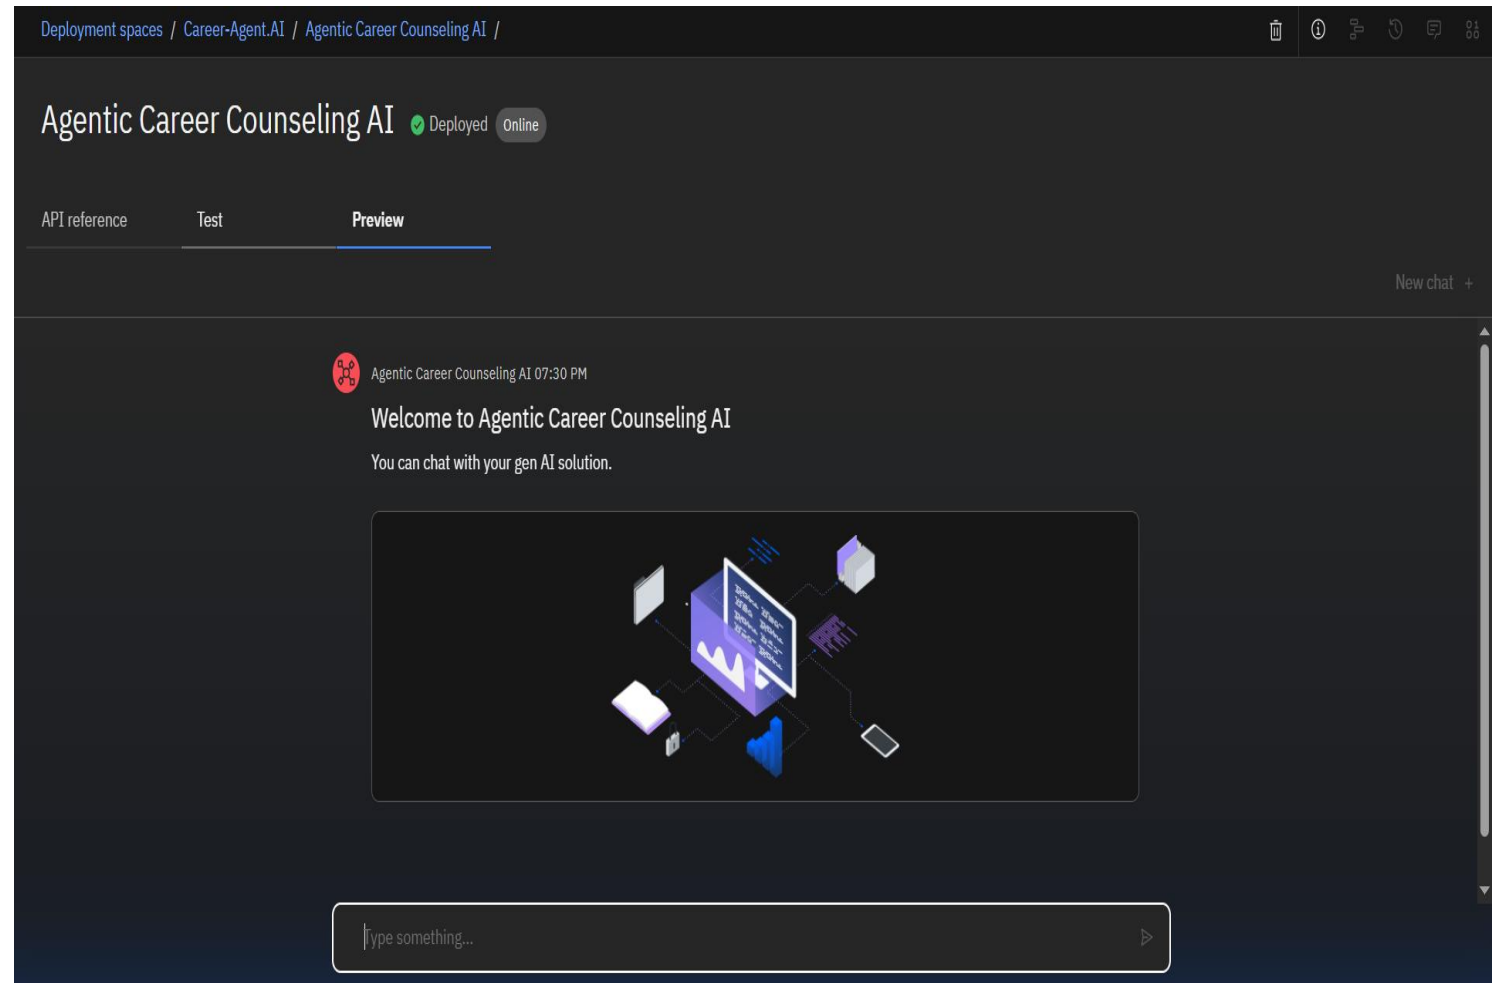 Deployment spaces / Career-Agent.AI / Agentic Career Counseling AI /
Agentic Career Counseling AI Deployed Online
API reference Test Preview
New chat +
Agentic Career Counseling AI 07:30 PM
Welcome to Agentic Career Counseling AI
You can chat with your gen AI solution.
Type something...